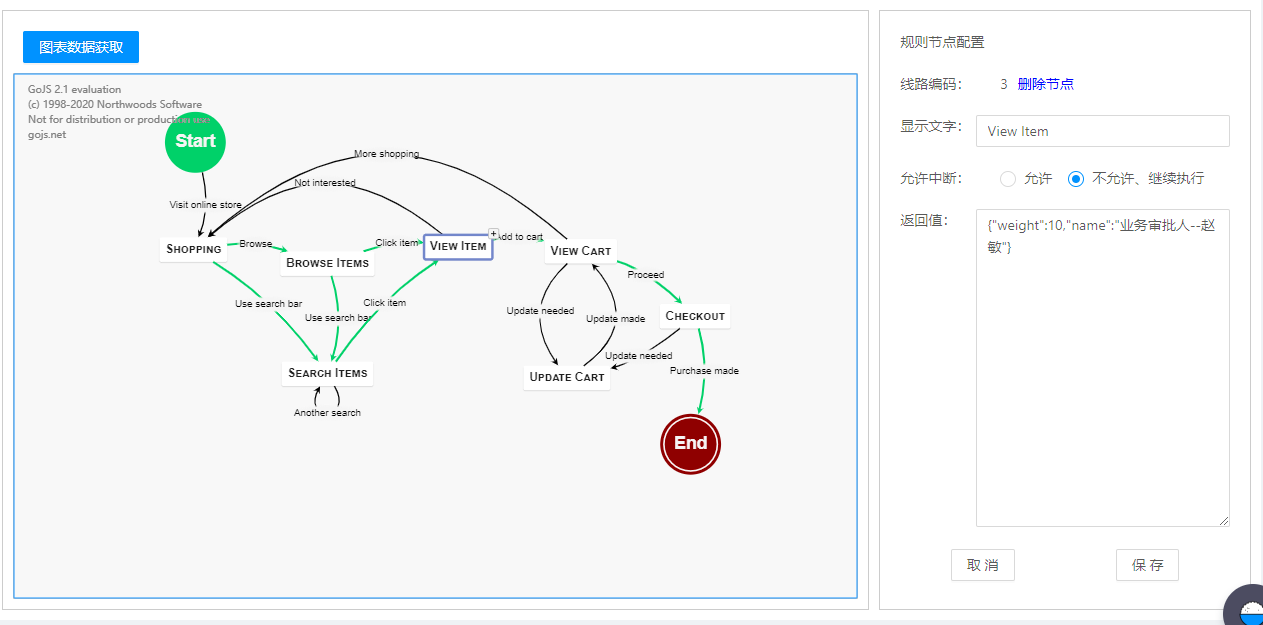 图表数据获取
GoJS 2.1 evaluation
(c) 1998-2020 Northwoods Software
Not for distribution or production
gojs.net
Start
More shopping
Not interested
Visit online store
Shopping
Browse
Browse Items
Click item
View Item
+
Add to cart
View Cart
Proceed
Use search bar
Use search bar
Click item
Update needed
Update made
Checkout
Update needed
Search Items
Update Cart
Purchase made
Another search
End
规则节点配置
线路编码: 3 删除节点
显示文字: View Item
允许中断: 允许 不允许、继续执行
返回值: {"weight":10,"name":"业务审批人--赵
敏"}
取 消 保 存